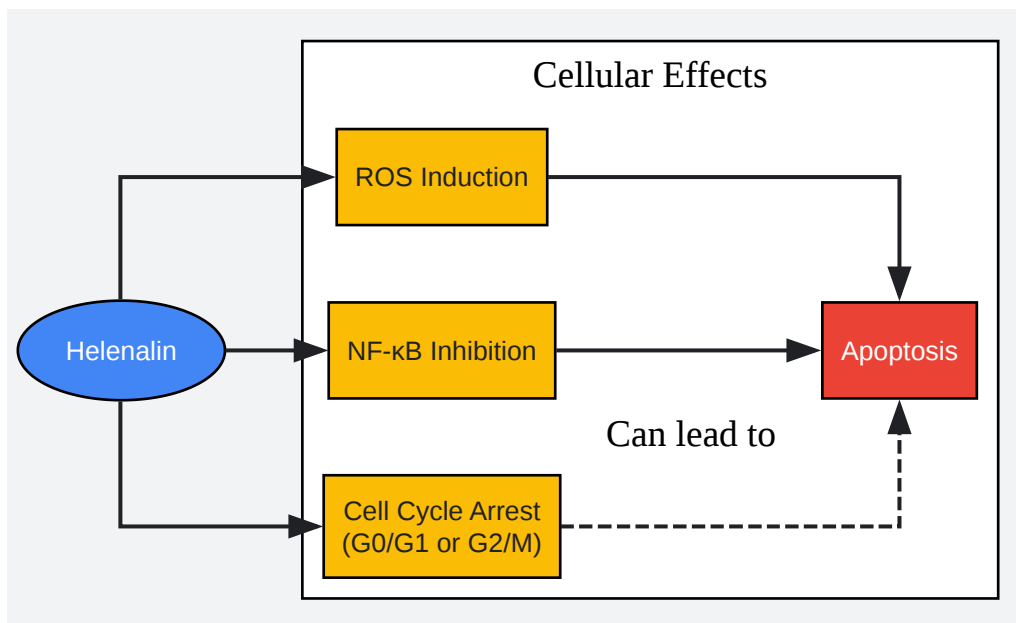 Cellular Effects
ROS Induction
Helenalin
NF-κB Inhibition
Apoptosis
Can lead to
Cell Cycle Arrest
(G0/G1 or G2/M)